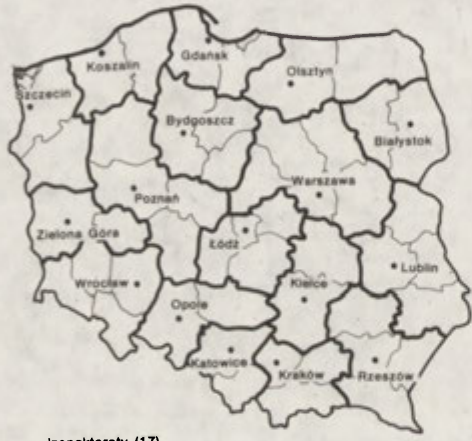 Koszalin
Gdańsk
Olsztyn
Szczecin
Bydgoszcz
Białystok
Poznań
Warszawa
Zielona Góra
Łódź
Wrocław
Kielce
Lublin
Opole
Katowice
Kraków
Rzeszów
(17)